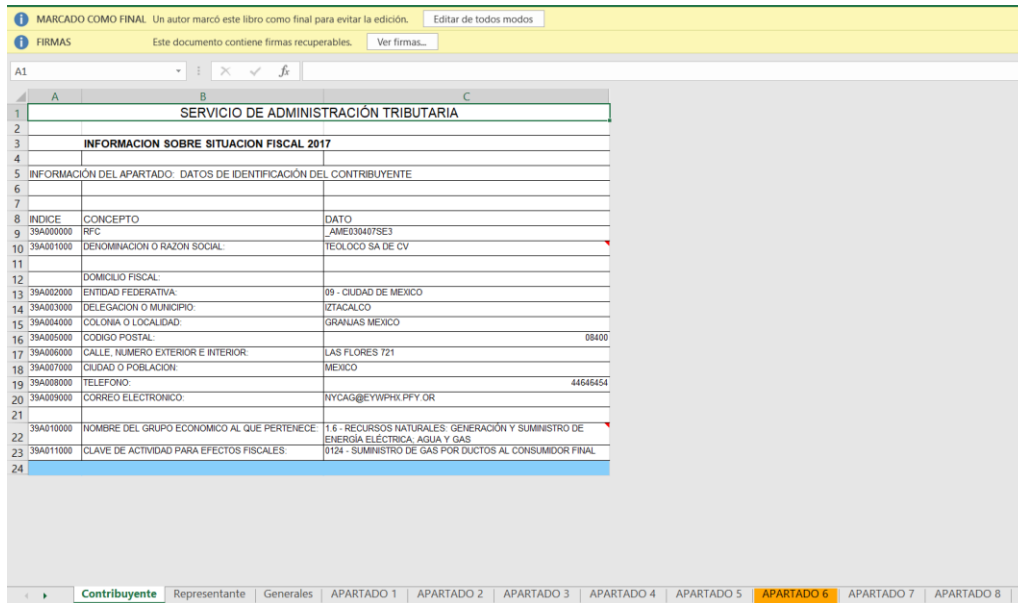 MARCADO COMO FINAL Un autor marcó este libro como final para evitar la edición. Editar de todos modos
FIRMAS Este documento contiene firmas recuperables. Ver firmas...
A1 fx
A B C
1 SERVICIO DE ADMINISTRACIÓN TRIBUTARIA
2
3 INFORMACION SOBRE SITUACION FISCAL 2017
4
5 INFORMACIÓN DEL APARTADO: DATOS DE IDENTIFICACIÓN DEL CONTRIBUYENTE
6
7
8 INDICE CONCEPTO DATO
9 39A000000 RFC _AME030407SE3
10 39A001000 DENOMINACION O RAZON SOCIAL: TEOLOCO SA DE CV
11
12 DOMICILIO FISCAL:
13 39A002000 ENTIDAD FEDERATIVA: 09 - CIUDAD DE MEXICO
14 39A003000 DELEGACION O MUNICIPIO: IZTACALCO
15 39A004000 COLONIA O LOCALIDAD: GRANJAS MEXICO
16 39A005000 CODIGO POSTAL: 08400
17 39A006000 CALLE, NUMERO EXTERIOR E INTERIOR: LAS FLORES 721
18 39A007000 CIUDAD O POBLACION: MEXICO
19 39A008000 TELEFONO: 44646454
20 39A009000 CORREO ELECTRONICO: NYCAG@EYWPHX.PFY.OR
21
22 39A010000 NOMBRE DEL GRUPO ECONOMICO AL QUE PERTENECE: 1.6 - RECURSOS NATURALES: GENERACIÓN Y SUMINISTRO DE
ENERGÍA ELÉCTRICA; AGUA Y GAS
23 39A011000 CLAVE DE ACTIVIDAD PARA EFECTOS FISCALES: 0124 - SUMINISTRO DE GAS POR DUCTOS AL CONSUMIDOR FINAL
24
Contribuyente Representante Generales APARTADO 1 APARTADO 2 APARTADO 3 APARTADO 4 APARTADO 5 APARTADO 6 APARTADO 7 APARTADO 8